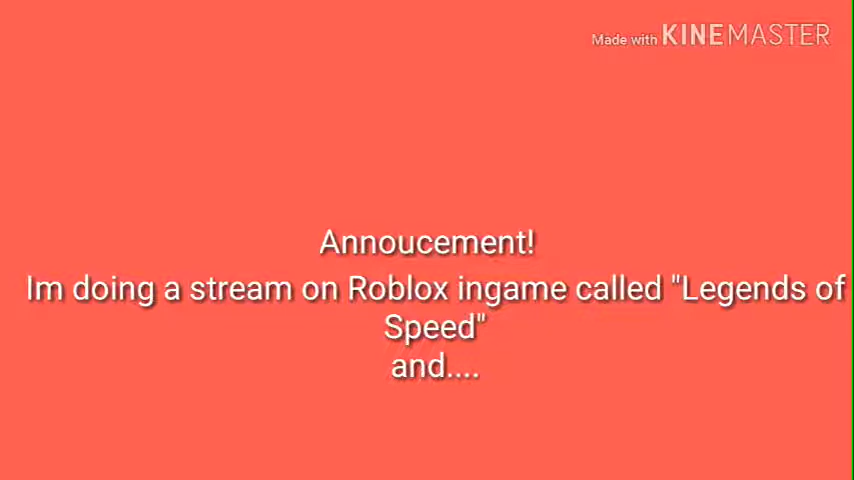 Made with KINEMASTER
Annoucement!
Im doing a stream on Roblox ingame called "Legends of
Speed"
and....